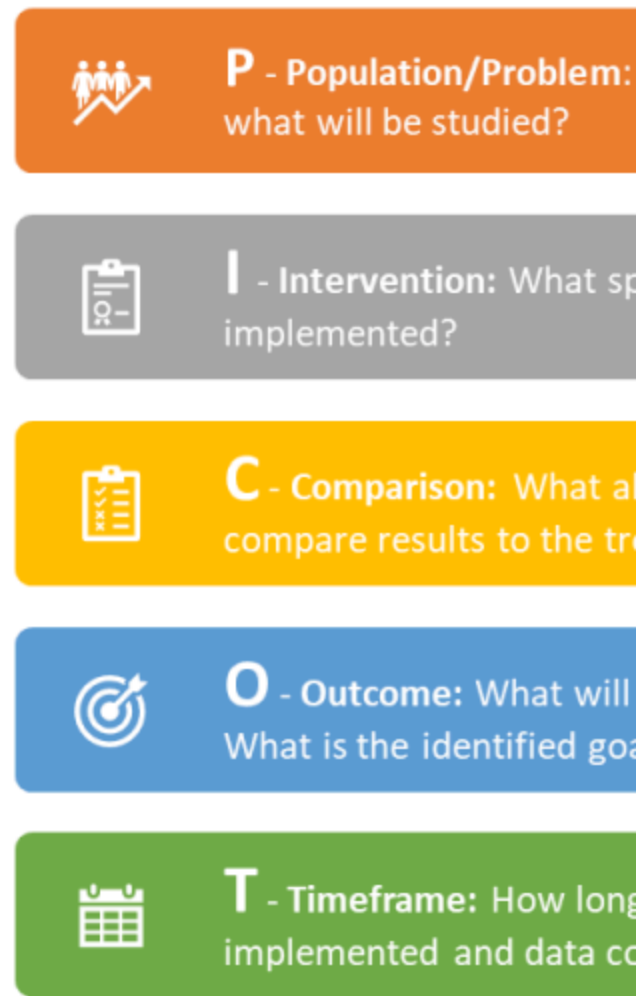 P - Population/Problem:
what will be studied?
I - Intervention: What
implemented?
C - Comparison: What
compare results to the
O - Outcome: What will
What is the identified
T - Timeframe: How long
implemented and data